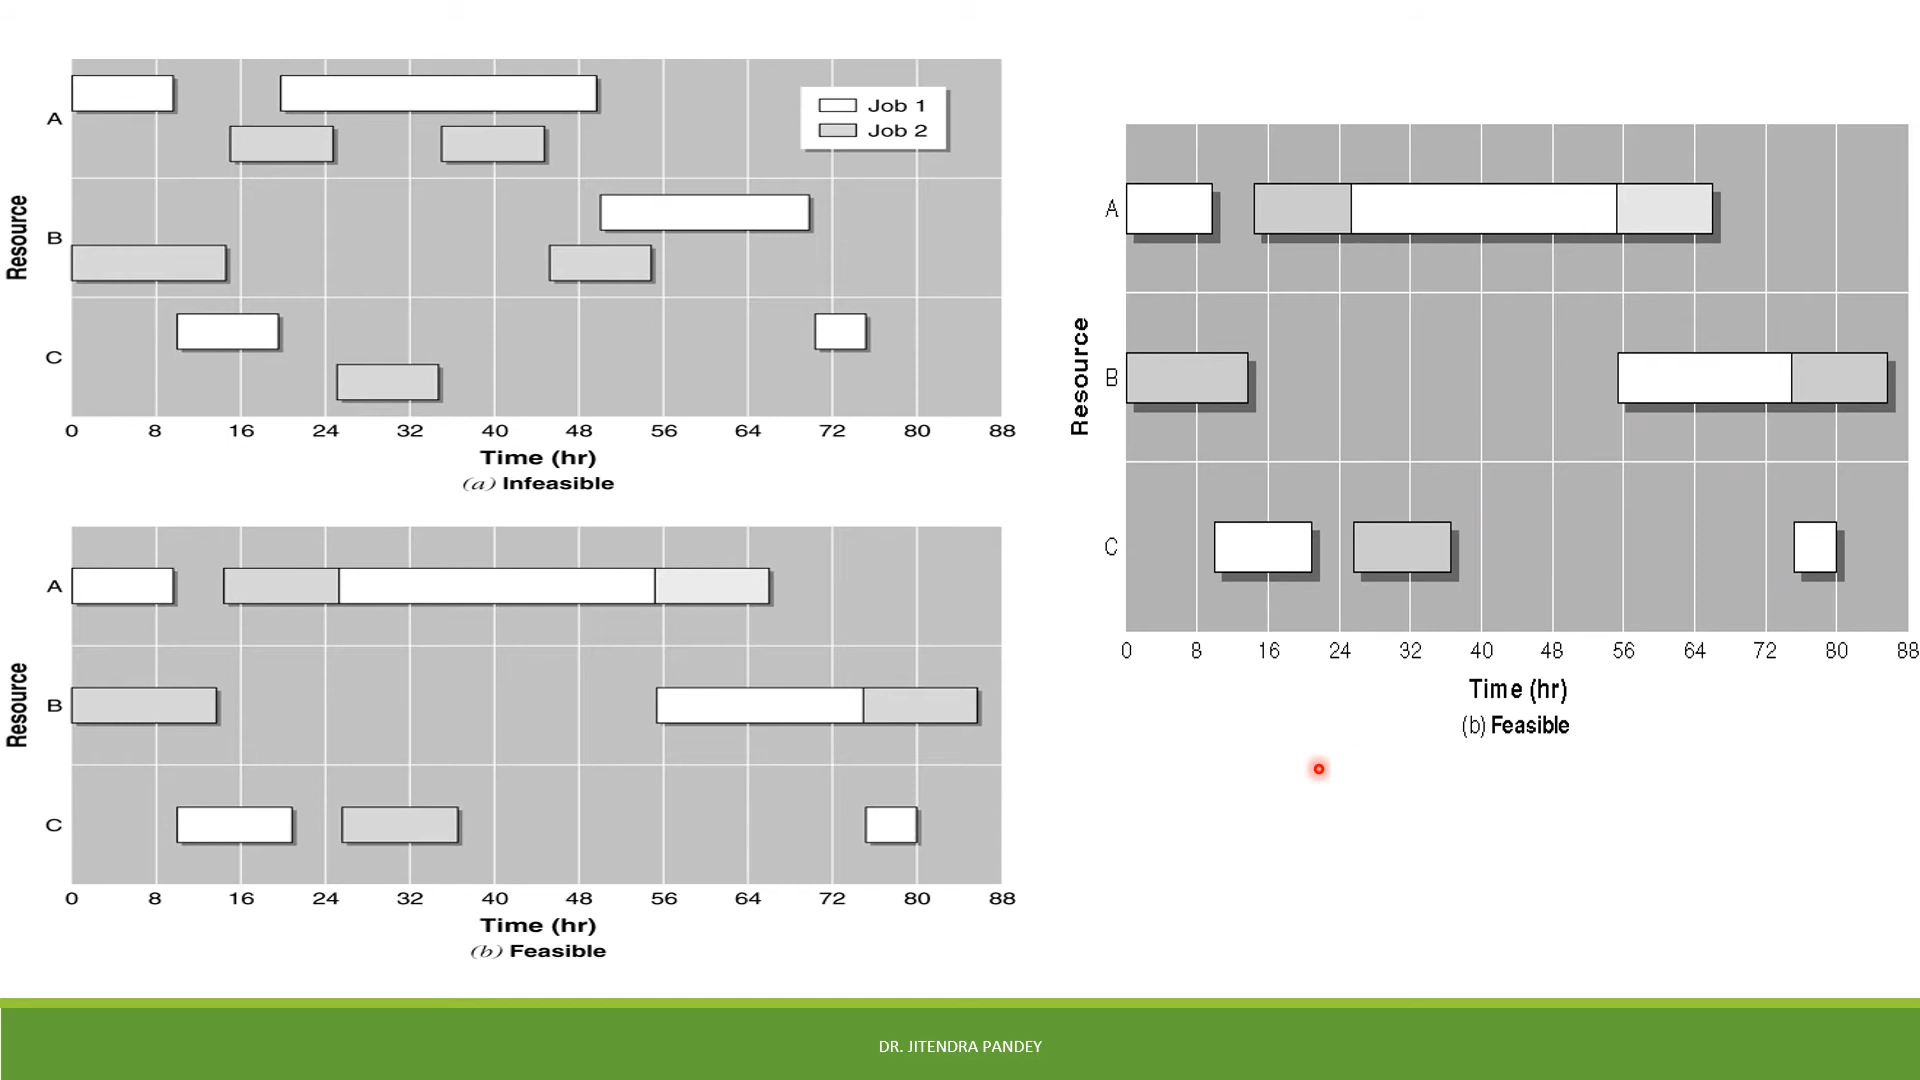 Resource
A
B
C
Job 1
Job 2
0 8 16 24 32 40 48 56 64 72 80 88
Time (hr)
(a) Infeasible
Resource
A
B
C
0 8 16 24 32 40 48 56 64 72 80 88
Time (hr)
(b) Feasible
Resource
A
B
C
0 8 16 24 32 40 48 56 64 72 80 88
Time (hr)
(b) Feasible
DR. JITENDRA PANDEY